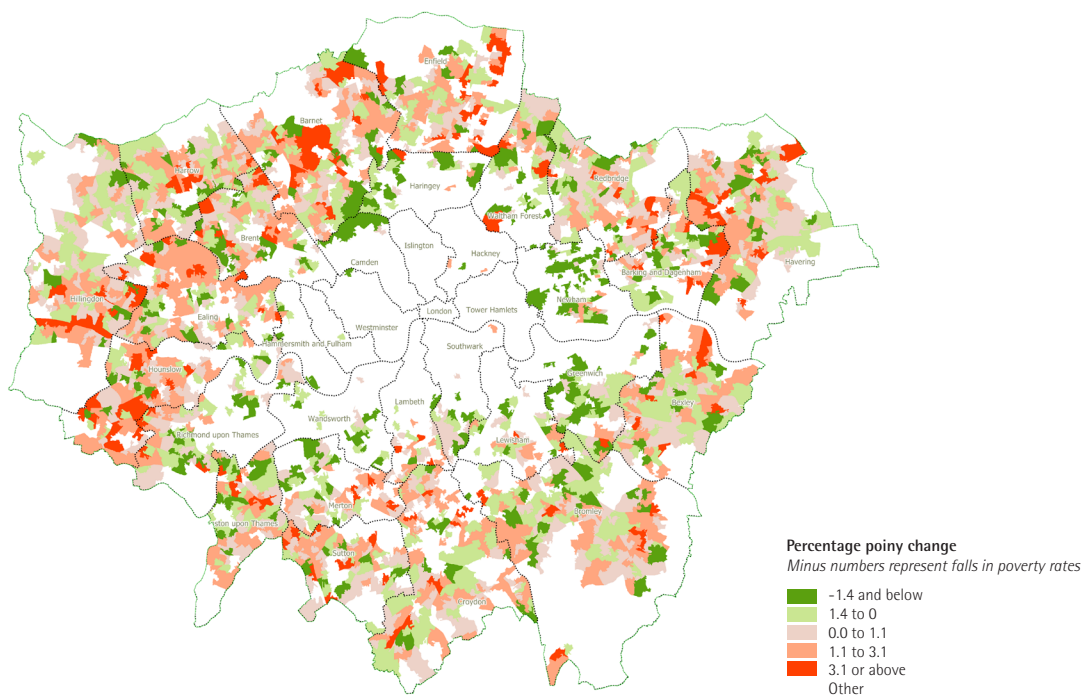 Enfield
Barnet
Harrow
Haringey
Redbridge
Waltham Forest
Havering
Brent
Islington
Hackney
Camden
Barking and Dagenham
Hillingdon
Newham
Ealing
London
Tower Hamlets
Westminster
Hammersmith and Fulham
Southwark
Hounslow
Greenwich
Lambeth
Bexley
Wandsworth
Richmond upon Thames
Lewisham
Merton
Bromley
ston upon Thames
Sutton
Croydon
Percentage poiny change
Minus numbers represent falls in poverty rates
-1.4 and below
1.4 to 0
0.0 to 1.1
1.1 to 3.1
3.1 or above
Other